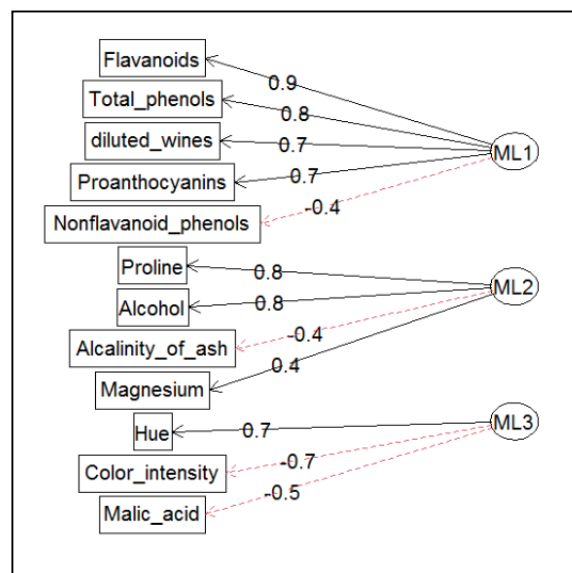 Flavanoids
0.9
Total_phenols
0.8
diluted_wines
0.7
ML1
Proanthocyanins
0.7
Nonflavanoid_phenols
-0.4
Proline
0.8
ML2
Alcohol
0.8
Alcalinity_of_ash
-0.4
Magnesium
0.4
Hue
0.7
ML3
Color_intensity
-0.7
Malic_acid
-0.5